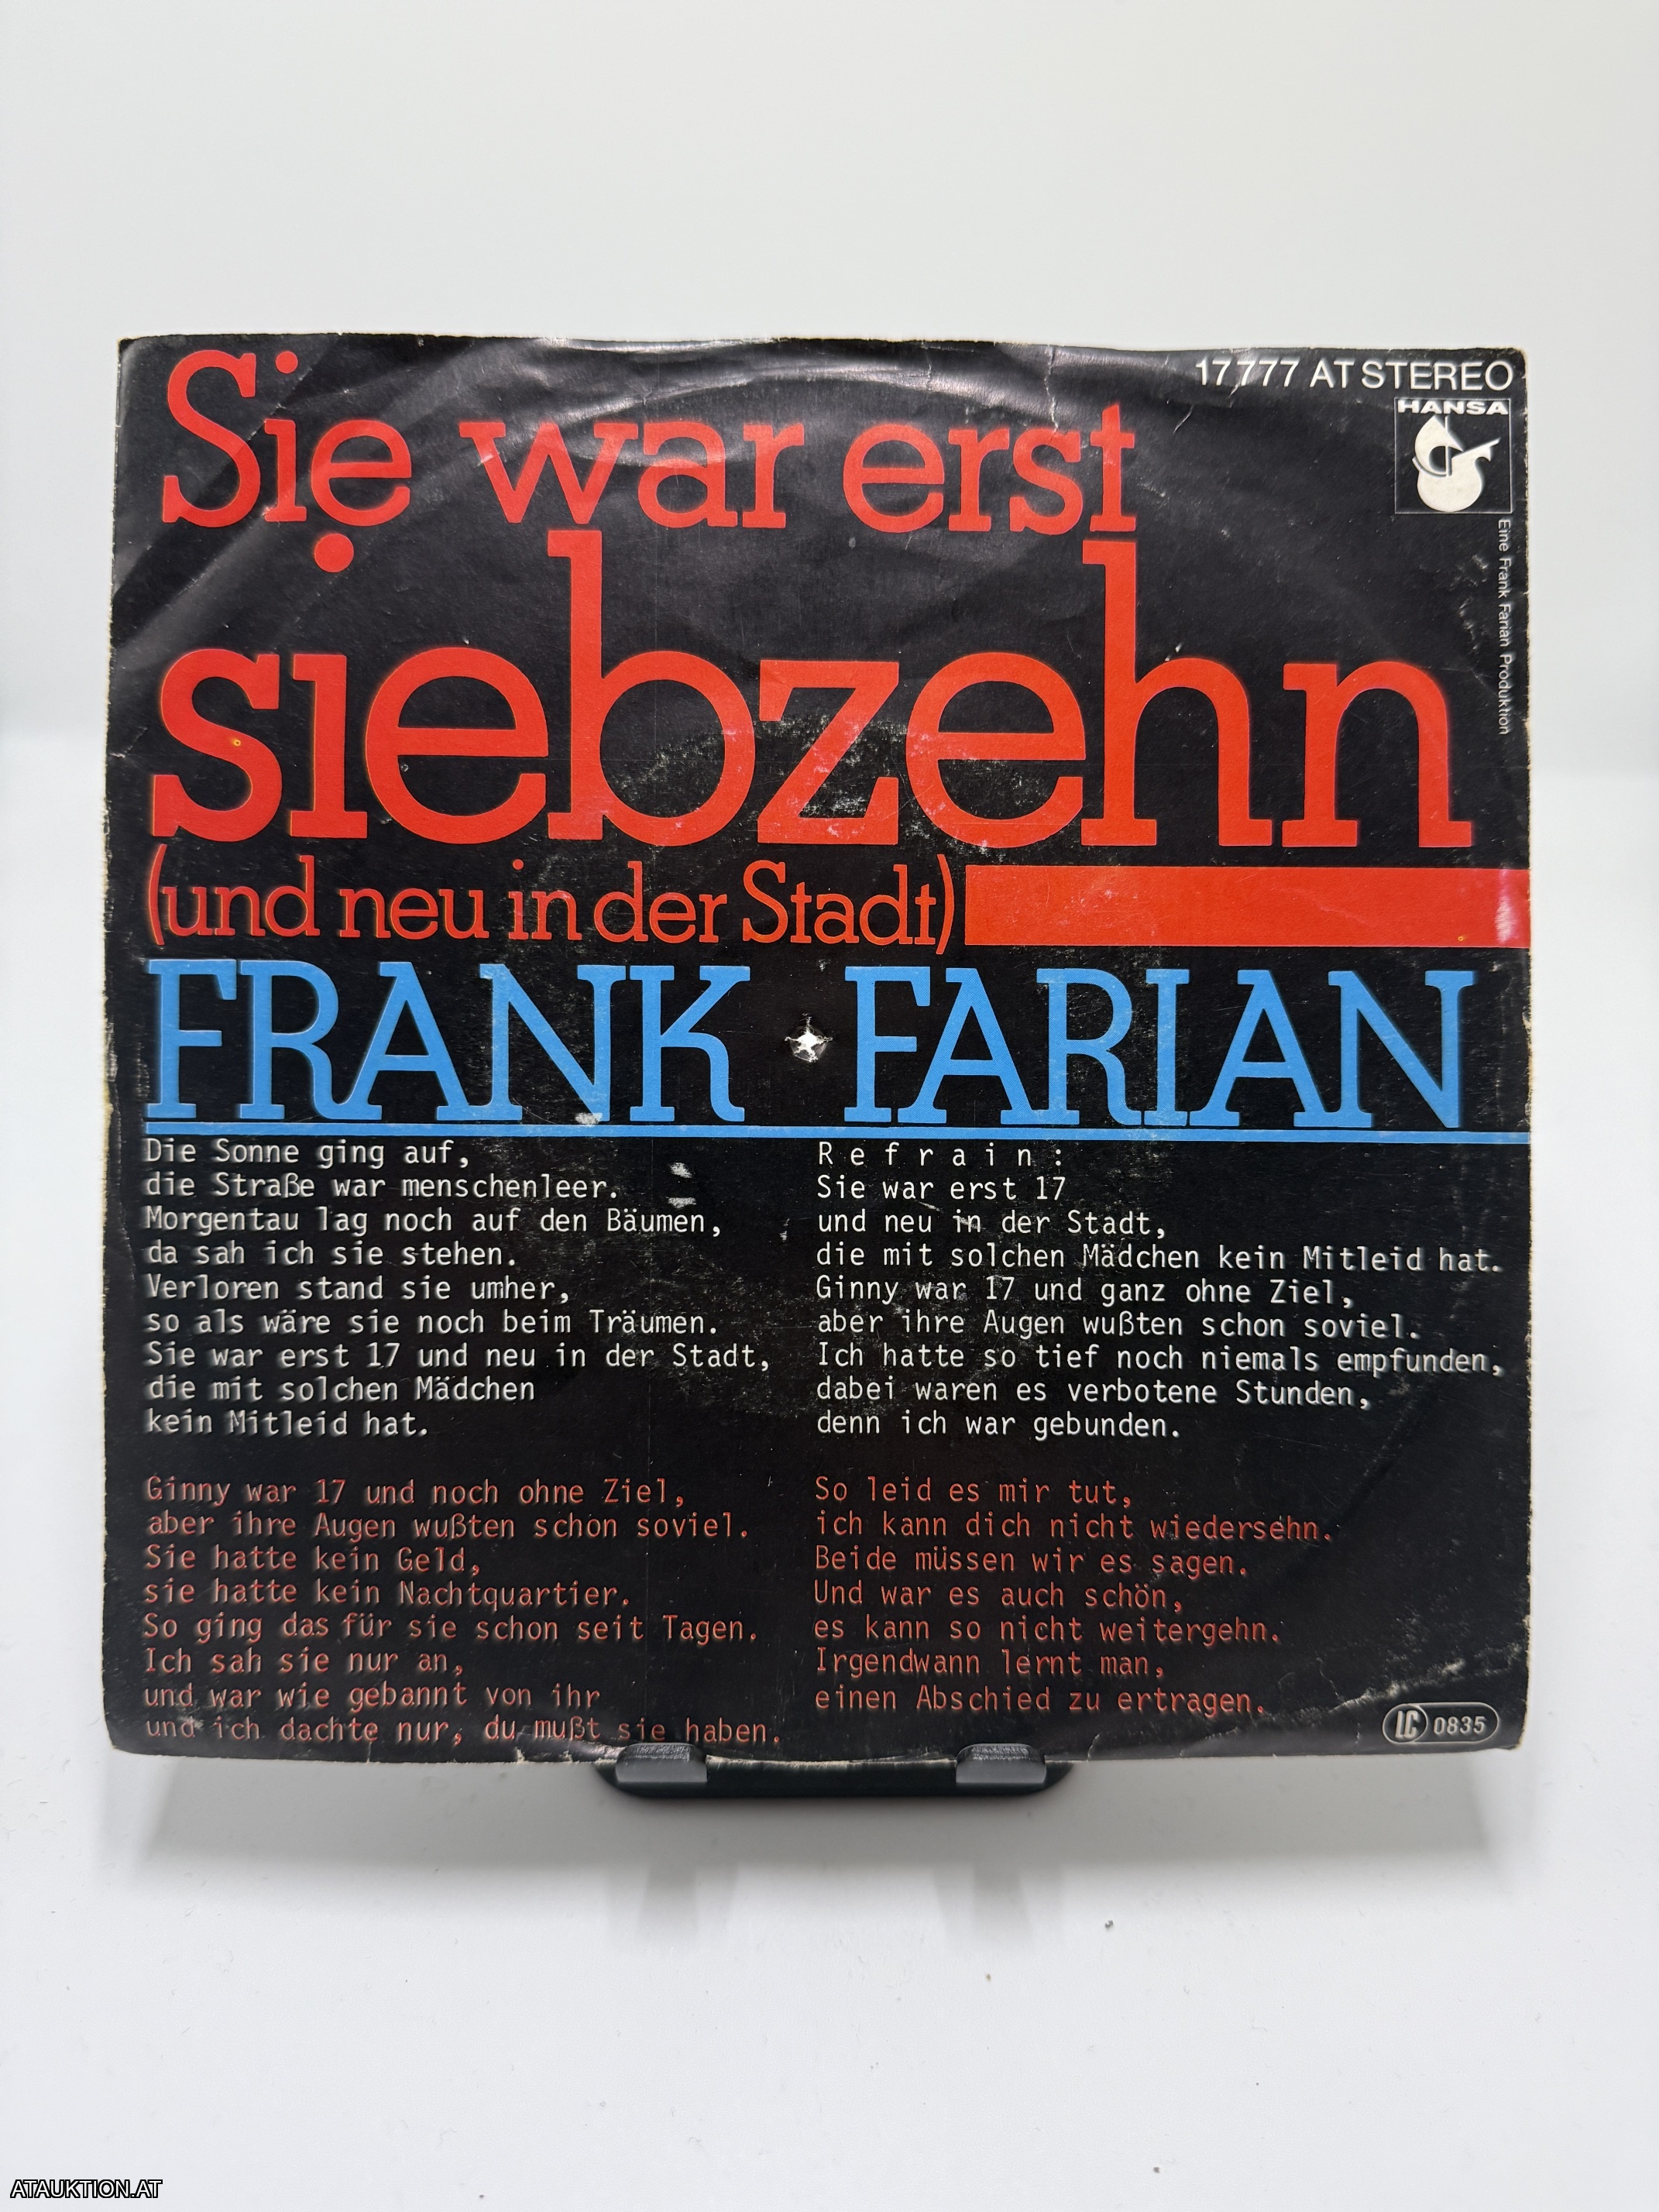 17777 AT STEREO
HANSA
Eine Frank Farian Produktion
Sie war erst
siebzehn
(und neu in der Stadt)
FRANK FARIAN
Die Sonne ging auf,
die Straße war menschenleer.
Morgentau lag noch auf den Bäumen,
da sah ich sie stehen.
Verloren stand sie umher,
so als wäre sie noch beim Träumen.
Sie war erst 17 und neu in der Stadt,
die mit solchen Mädchen
kein Mitleid hat.
Ginny war 17 und noch ohne Ziel,
aber ihre Augen wußten schon soviel.
Sie hatte kein Geld,
sie hatte kein Nachtquartier.
So ging das für sie schon seit Tagen.
Ich sah sie nur an,
und war wie gebannt von ihr
und ich dachte nur, du mußt sie haben.
Refrain:
Sie war erst 17
und neu in der Stadt,
die mit solchen Mädchen kein Mitleid hat.
Ginny war 17 und ganz ohne Ziel,
aber ihre Augen wußten schon soviel.
Ich hatte so tief noch niemals empfunden,
dabei waren es verbotene Stunden,
denn ich war gebunden.
So leid es mir tut,
ich kann dich nicht wiedersehn.
Beide müssen wir es sagen.
Und war es auch schön,
es kann so nicht weitergehn.
Irgendwann lernt man,
einen Abschied zu ertragen.
LC 0835
ATAUKTION.AT